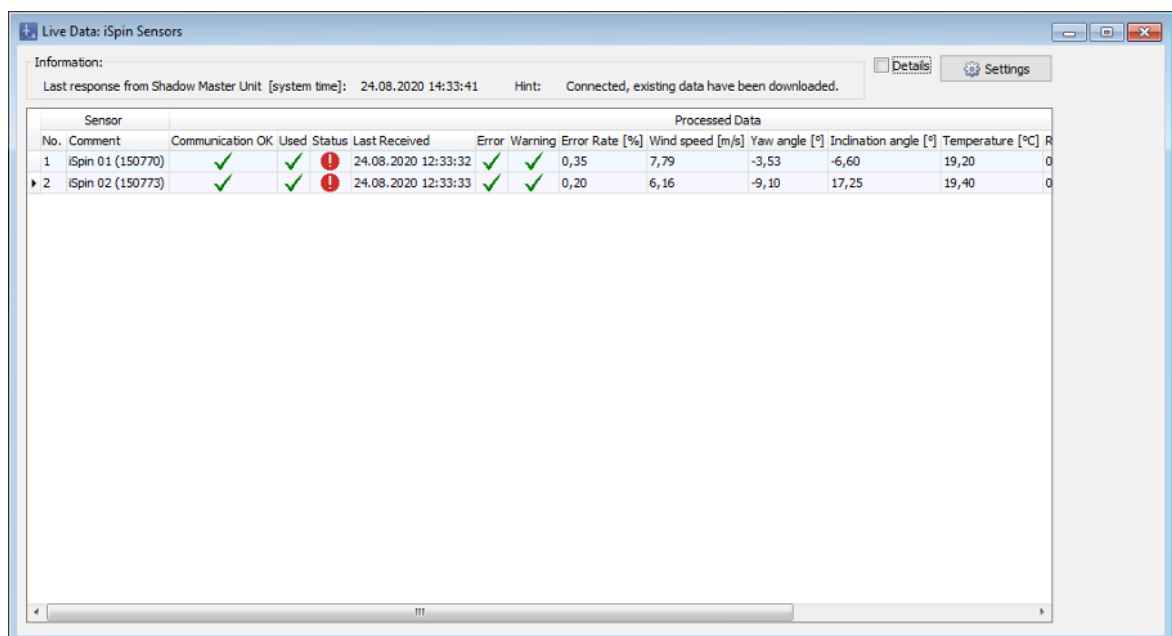 Live Data: iSpin Sensors
Information:
Last response from Shadow Master Unit [system time]: 24.08.2020 14:33:41 Hint: Connected, existing data have been downloaded.
Details
Settings
Sensor Processed Data
No. Comment Communication OK Used Status Last Received Error Warning Error Rate [%] Wind speed [m/s] Yaw angle [°] Inclination angle [°] Temperature [°C] R
1 iSpin 01 (150770) 24.08.2020 12:33:32 0,35 7,79 -3,53 -6,60 19,20 0
2 iSpin 02 (150773) 24.08.2020 12:33:33 0,20 6,16 -9,10 17,25 19,40 0